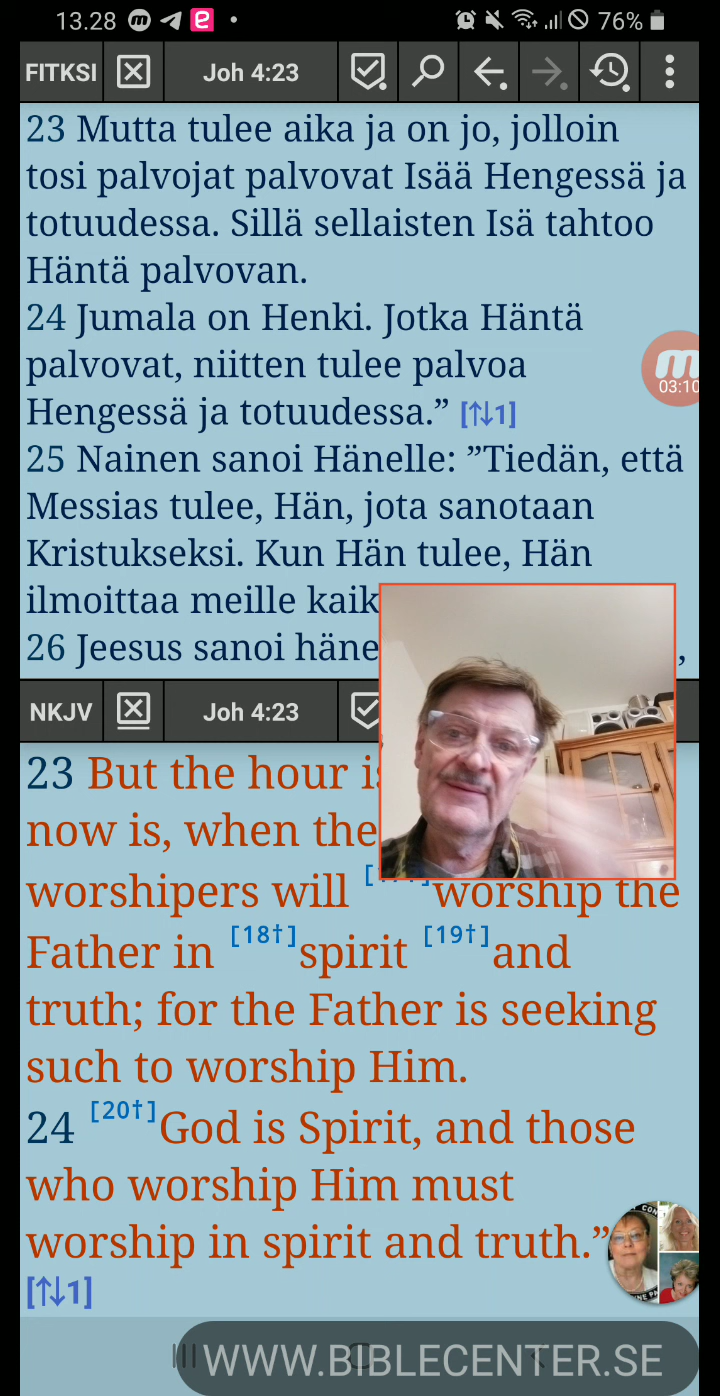 13.28 76%
FITKSI Joh 4:23
23 Mutta tulee aika ja on jo, jolloin
tosi palvojat palvovat Isää Hengessä ja
totuudessa. Sillä sellaisten Isä tahtoo
Häntä palvovan.
24 Jumala on Henki. Jotka Häntä
palvovat, niitten tulee palvoa
03:10
Hengessä ja totuudessa.” [↑↓1]
25 Nainen sanoi Hänelle: ”Tiedän, että
Messias tulee, Hän, jota sanotaan
Kristukseksi. Kun Hän tulee, Hän
ilmoittaa meille
26 Jeesus sanoi ,
NKJV Joh 4:23
23 But the hour
now is, when
worshipers will worship the
Father in [18†]spirit [19†]and
truth; for the Father is seeking
such to worship Him.
24 [20†]God is Spirit, and those
who worship Him must
worship in spirit and truth.”
[↑↓1]
WWW.BIBLECENTER.SE